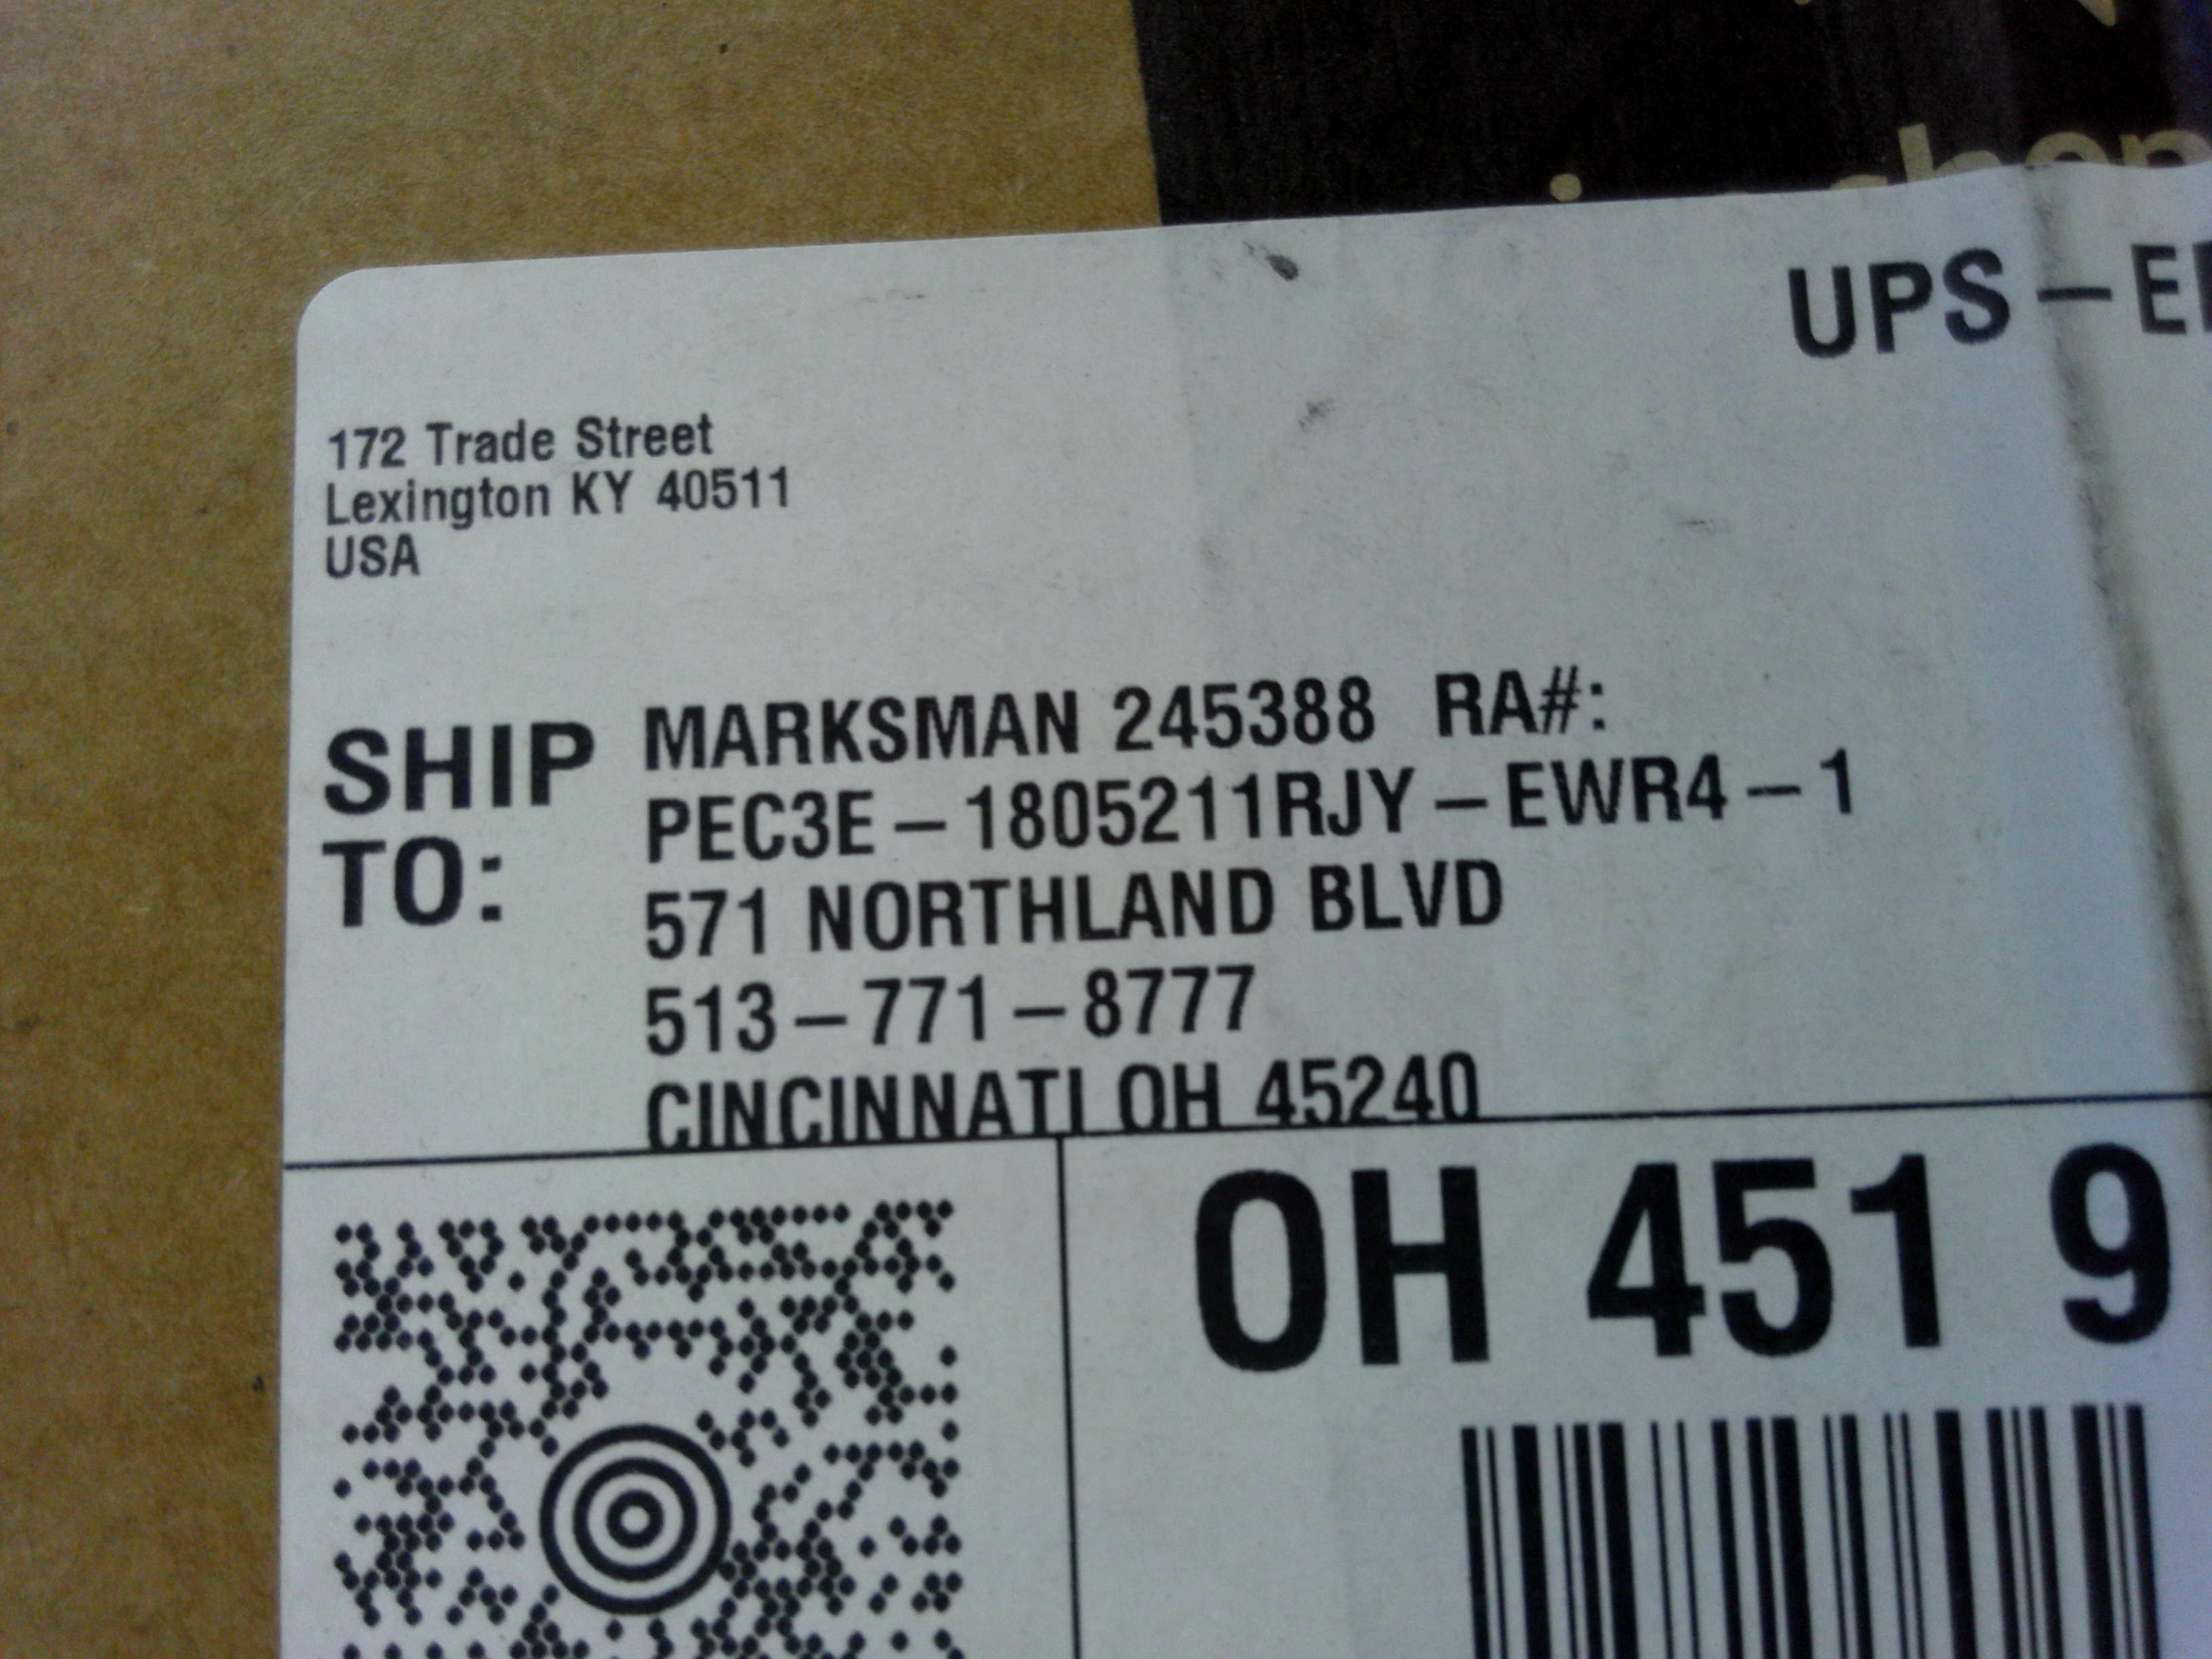 UPS – E
172 Trade Street
Lexington KY 40511
USA
SHIP TO:
MARKSMAN 245388 RA#:
PEC3E – 1805211RJY – EWR4 – 1
571 NORTHLAND BLVD
513 – 771 – 8777
CINCINNATI OH 45240
OH 451 9